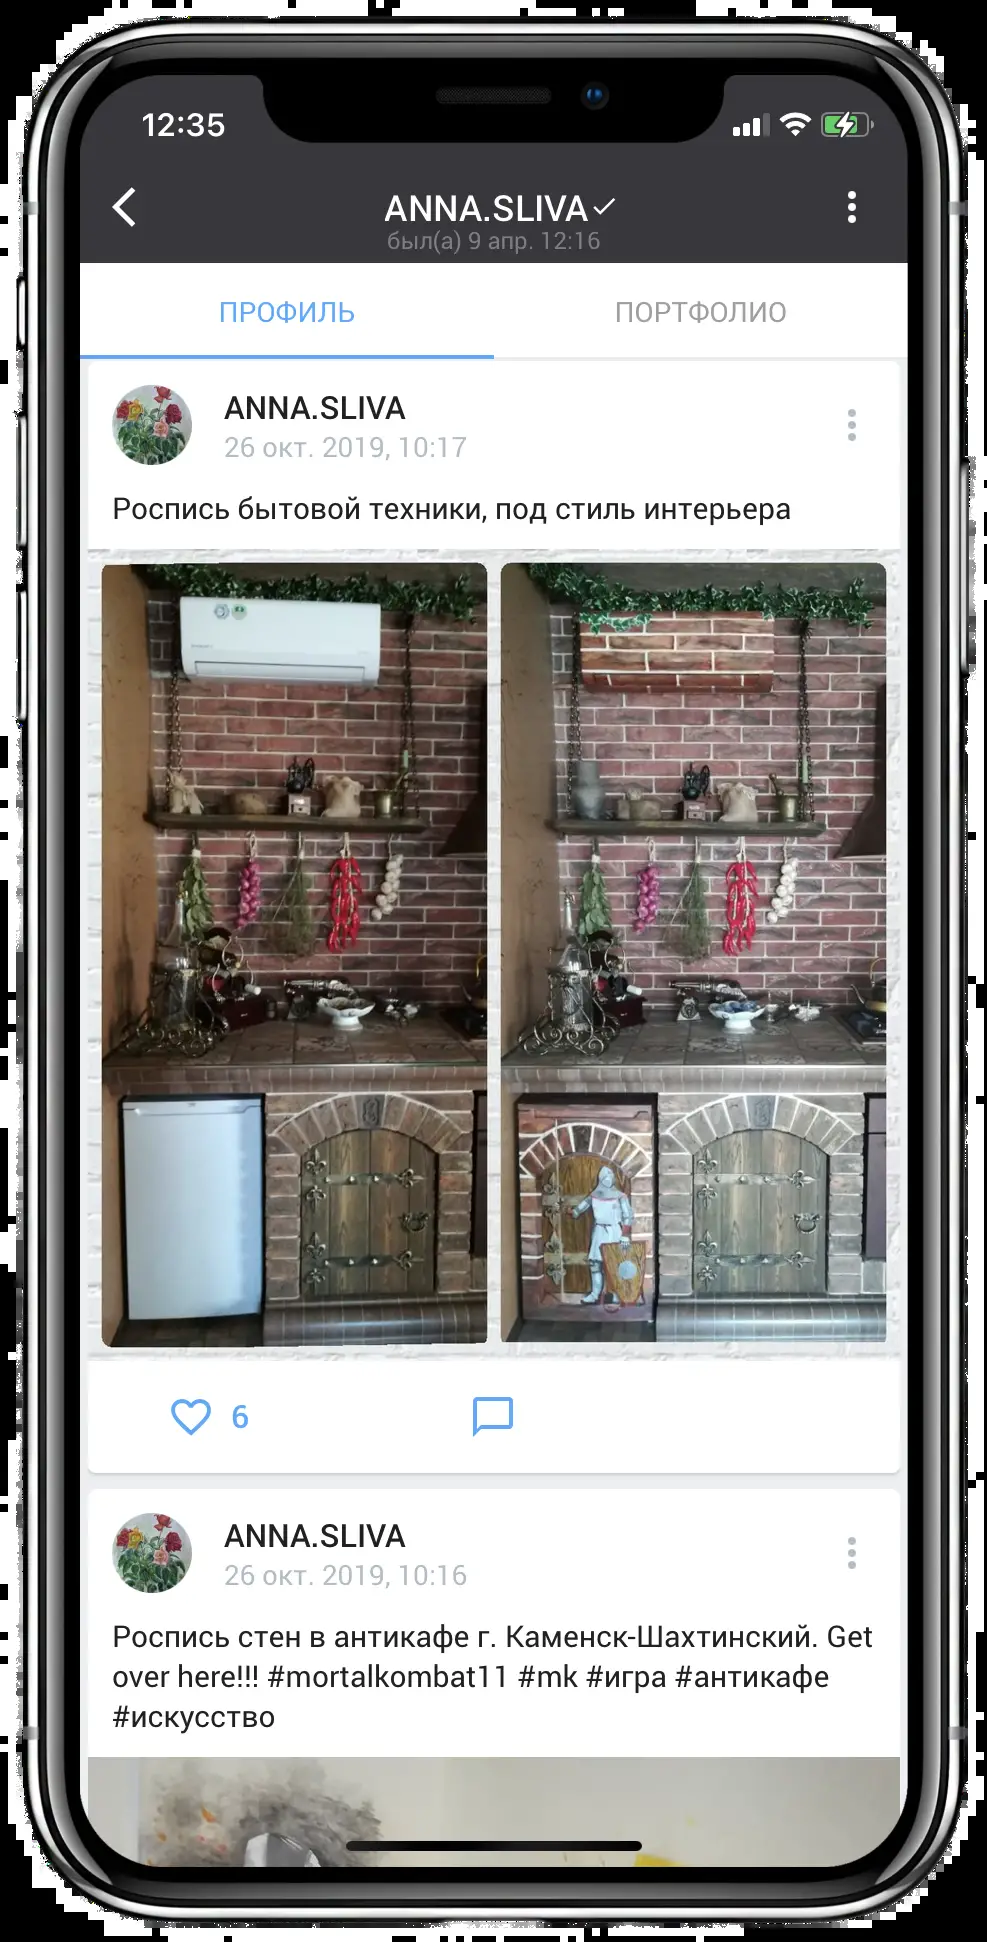 12:35
ANNA.SLIVA
был(а) 9 апр. 12:16
ПРОФИЛЬ
ПОРТФОЛИО
ANNA.SLIVA
26 окт. 2019, 10:17
Роспись бытовой техники, под стиль интерьера
6
ANNA.SLIVA
26 окт. 2019, 10:16
Роспись стен в антикафе г. Каменск-Шахтинский. Get
over here!!! #mortalkombat11 #mk #игра #антикафе
#искусство